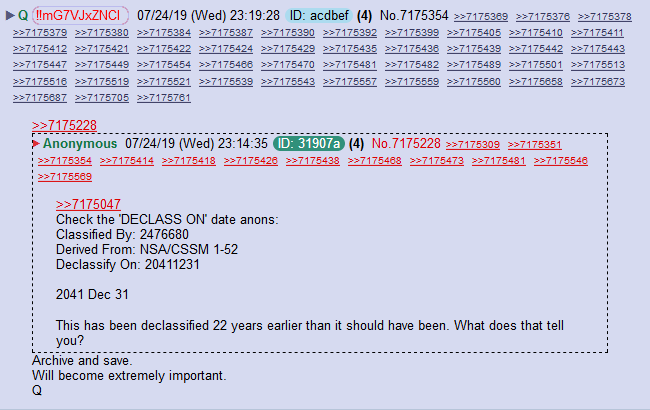 Q !!mG7VJxZNCI 07/24/19 (Wed) 23:19:28 ID: acdbef (4) No.7175354 >>7175369 >>7175376 >>7175378
>>7175379 >>7175380 >>7175384 >>7175387 >>7175390 >>7175392 >>7175399 >>7175405 >>7175410 >>7175411
>>7175412 >>7175421 >>7175422 >>7175424 >>7175429 >>7175435 >>7175436 >>7175439 >>7175442 >>7175443
>>7175447 >>7175449 >>7175454 >>7175466 >>7175470 >>7175481 >>7175482 >>7175489 >>7175501 >>7175513
>>7175516 >>7175519 >>7175521 >>7175539 >>7175543 >>7175557 >>7175559 >>7175560 >>7175658 >>7175673
>>7175687 >>7175705 >>7175761
>>7175228
Anonymous 07/24/19 (Wed) 23:14:35 ID: 31907a (4) No.7175228 >>7175309 >>7175351
>>7175354 >>7175414 >>7175418 >>7175426 >>7175438 >>7175468 >>7175473 >>7175481 >>7175546
>>7175569
>>7175047
Check the 'DECLASS ON' date anons:
Classified By: 2476680
Derived From: NSA/CSSM 1-52
Declassify On: 20411231
2041 Dec 31
This has been declassified 22 years earlier than it should have been. What does that tell
you?
Archive and save.
Will become extremely important.
Q